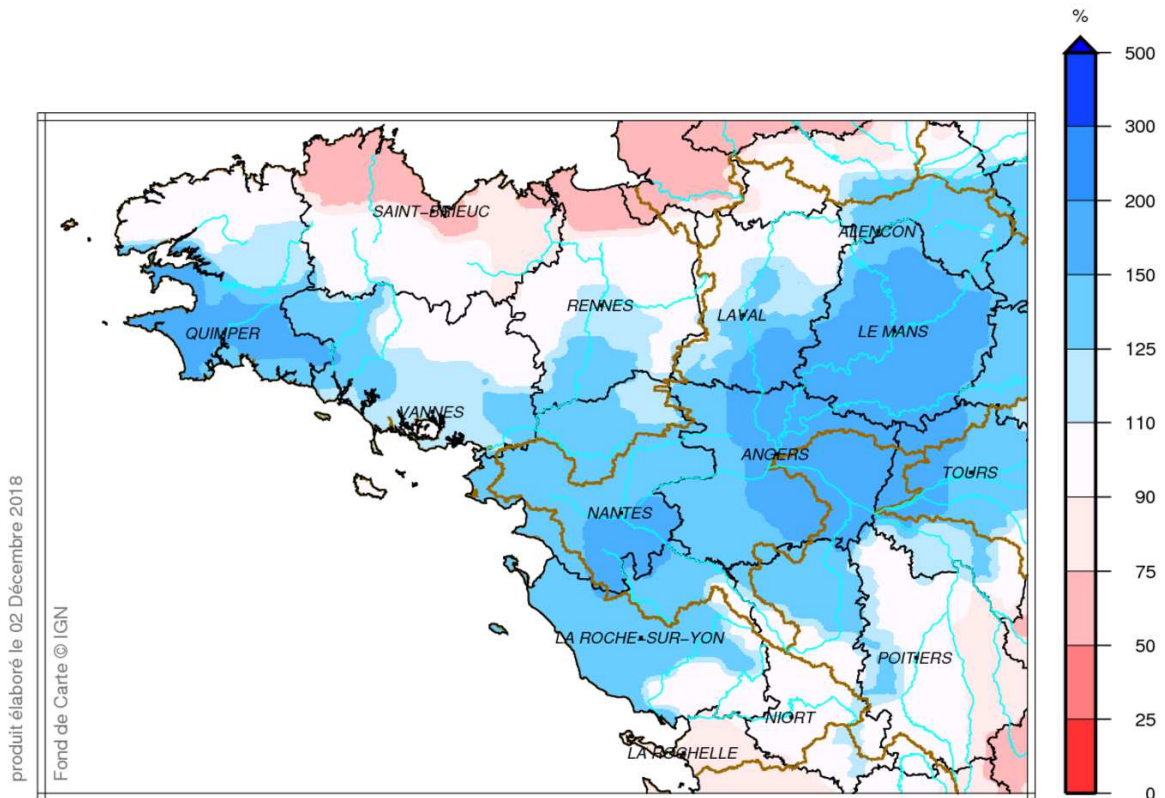 %
500
300
200
150
125
110
90
75
50
25
0
SAINT-BRIEUC
ALENCON
RENNES
LAVAL
QUIMPER
LE MANS
VANNES
ANGERS
TOURS
NANTES
LA ROCHE-SUR-YON
POITIERS
NIORT
LA ROCHELLE
produit élaboré le 02 Décembre 2018
Fond de Carte © IGN